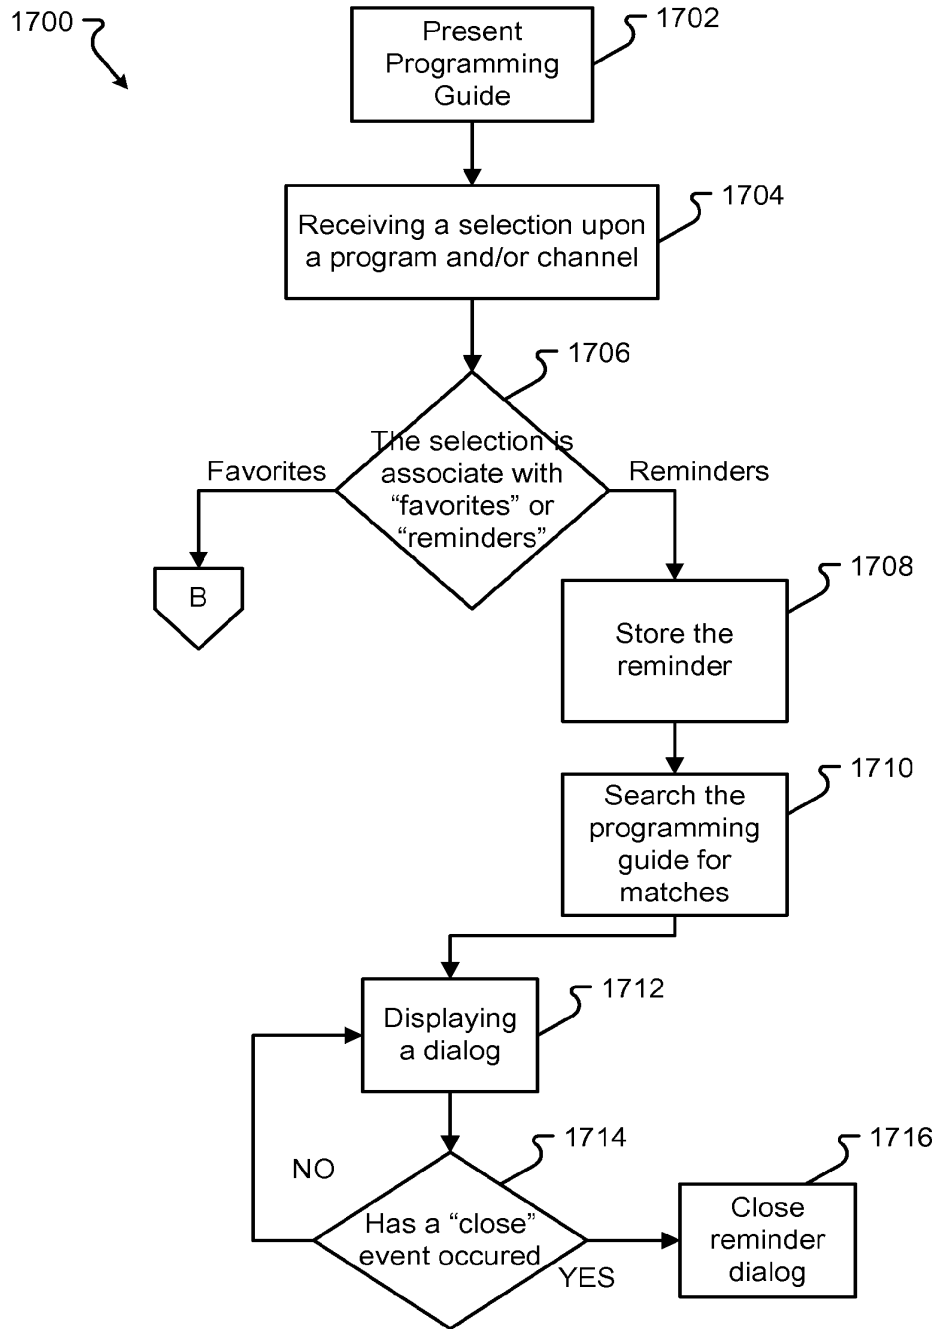 1700
1702
Present
Programming
Guide
1704
Receiving a selection upon
a program and/or channel
1706
The selection is
associate with
“favorites” or
“reminders”
Favorites
Reminders
B
1708
Store the
reminder
1710
Search the
programming
guide for
matches
1712
Displaying
a dialog
1714
NO
Has a “close”
event occured
YES
1716
Close
reminder
dialog